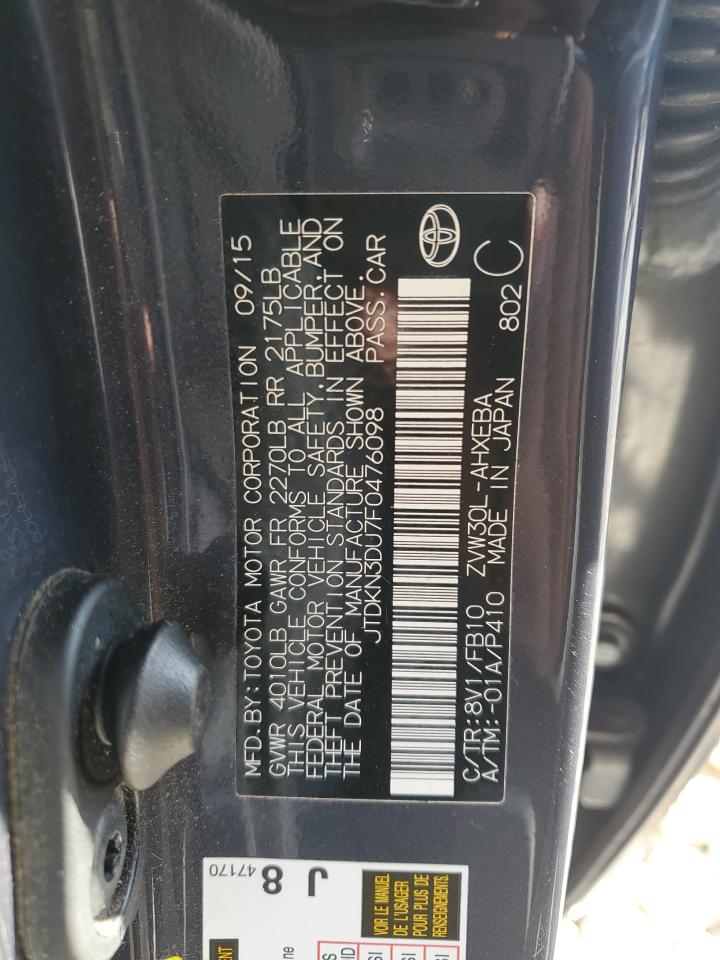 MFD. BY: TOYOTA MOTOR CORPORATION 09/15
GVWR 4010LB GAWR FR 2270LB RR 2175LB
THIS VEHICLE CONFORMS TO ALL APPLICABLE
FEDERAL MOTOR VEHICLE SAFETY, BUMPER, AND
THEFT PREVENTION STANDARDS IN EFFECT ON
THE DATE OF MANUFACTURE SHOWN ABOVE.
JTDKN3DU7F0476098 PASS. CAR
C/TR: 8V1/FB10 ZVW30L-AHXEBA
A/TM: -01A/P410 MADE IN JAPAN
802 C
J 8
47170
VOIR LE MANUEL
DE L'USAGER
POUR PLUS DE
RENSEIGNEMENTS.